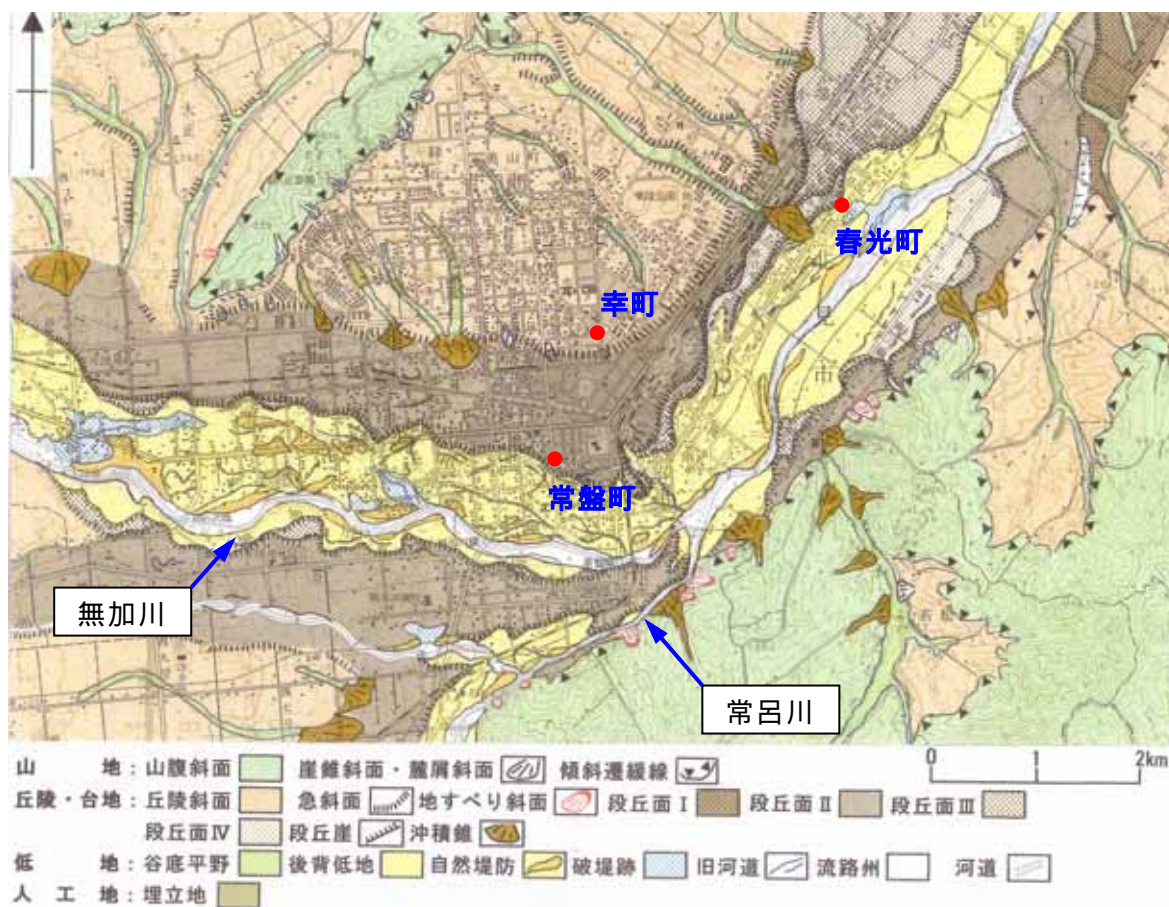 春光町
幸町
常盤町
無加川
常呂川
市
0 1 2km
山 地：山腹斜面 崖錐斜面・麓屑斜面 傾斜遷緩線
丘陵・台地：丘陵斜面 急斜面 地すべり斜面 段丘面Ⅰ 段丘面Ⅱ 段丘面Ⅲ
段丘面Ⅳ 段丘崖 沖積錐
低 地：谷底平野 後背低地 自然堤防 破堤跡 旧河道 流路州 河道
人 工 地：埋立地